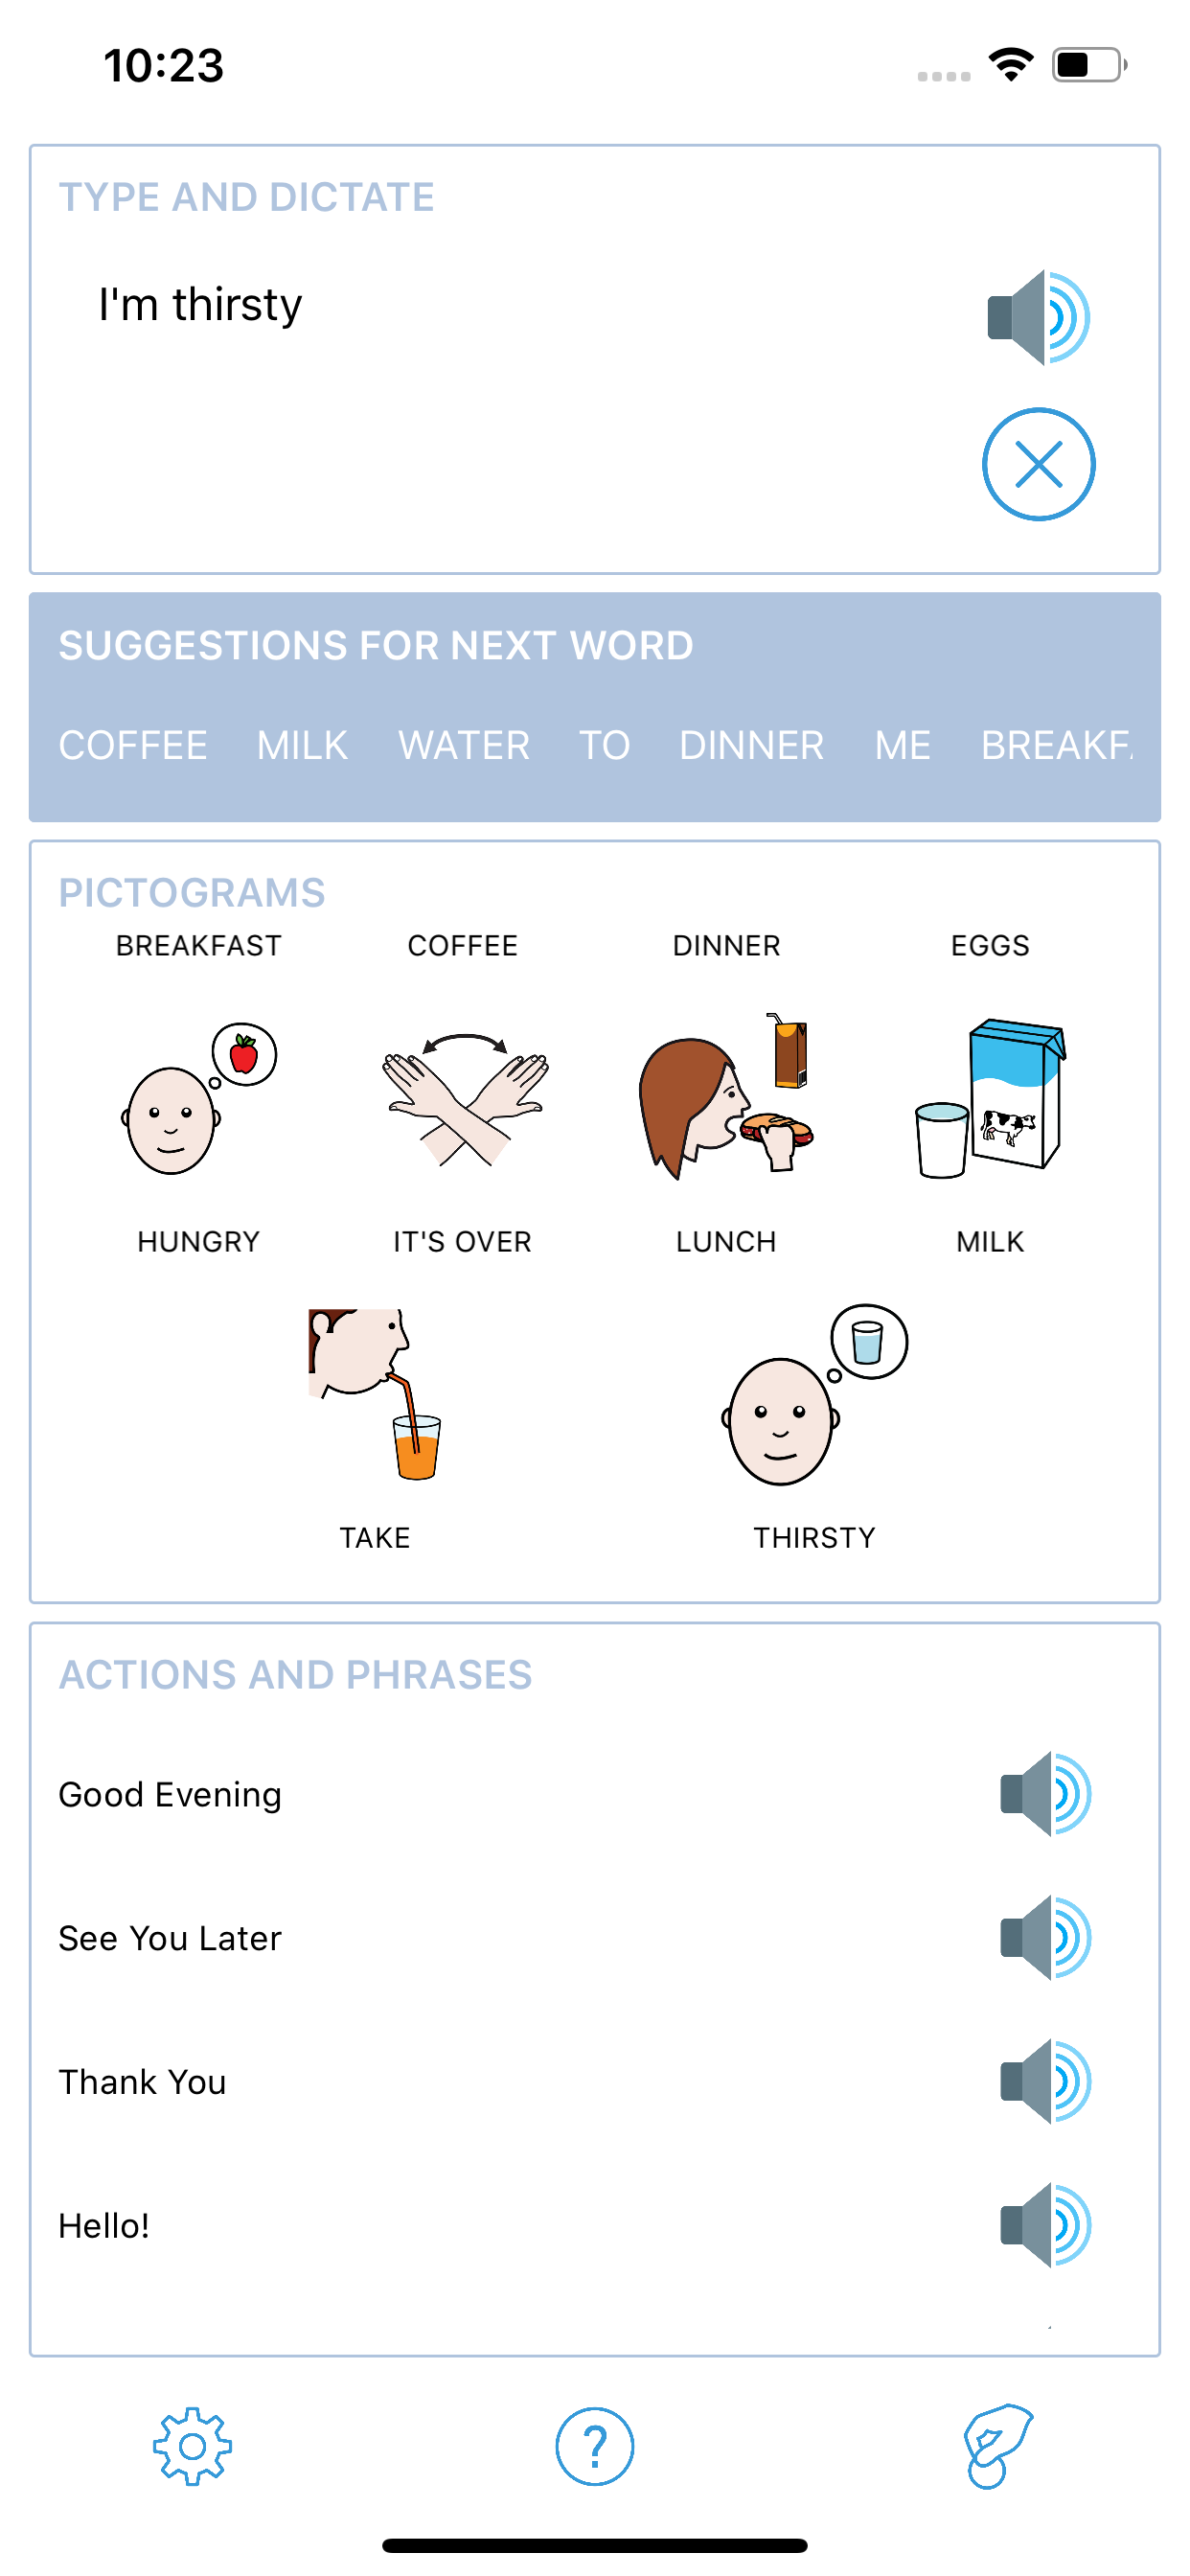 10:23
TYPE AND DICTATE
I'm thirsty
SUGGESTIONS FOR NEXT WORD
COFFEE MILK WATER TO DINNER ME BREAKF
PICTOGRAMS
BREAKFAST COFFEE DINNER EGGS
HUNGRY IT'S OVER LUNCH MILK
TAKE THIRSTY
ACTIONS AND PHRASES
Good Evening
See You Later
Thank You
Hello!
?